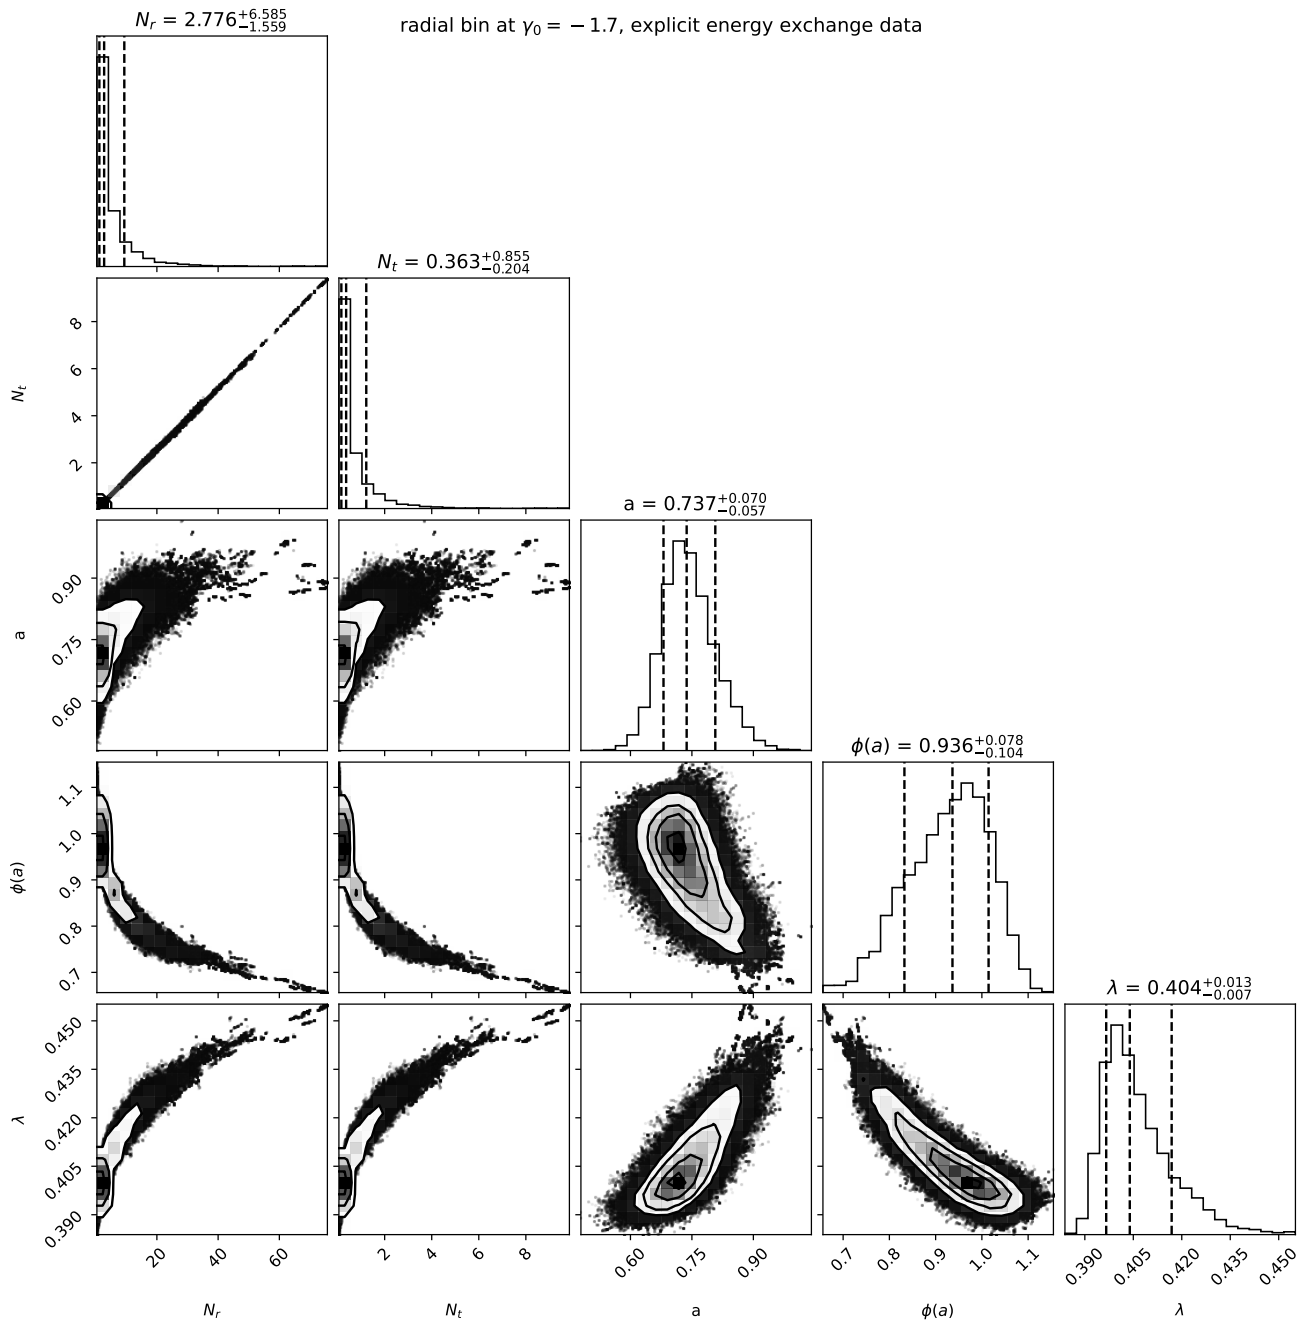 N_r = 2.776^{+6.585}_{-1.559}
radial bin at γ_0 = −1.7, explicit energy exchange data
N_t = 0.363^{+0.855}_{-0.204}
8
6
4
2
N_t
a = 0.737^{+0.070}_{-0.057}
0.90
0.75
0.60
a
ϕ(a) = 0.936^{+0.078}_{-0.104}
1.1
1.0
0.9
0.8
0.7
ϕ(a)
λ = 0.404^{+0.013}_{-0.007}
0.450
0.435
0.420
0.405
0.390
λ
20 40 60
2 4 6 8
0.60 0.75 0.90
0.7 0.8 0.9 1.0 1.1
0.390 0.405 0.420 0.435 0.450
N_r N_t a ϕ(a) λ